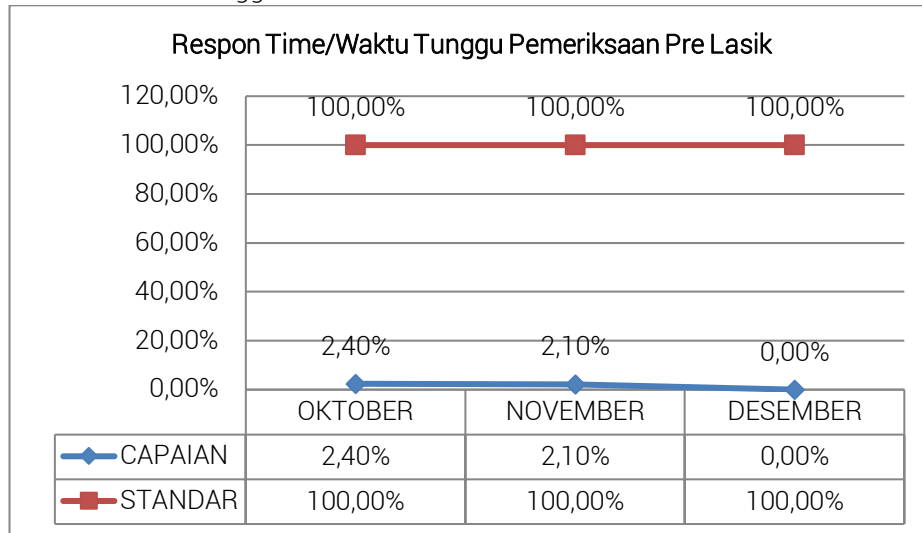 Respon Time/Waktu Tunggu Pemeriksaan Pre Lasik
120,00%
100,00%
80,00%
60,00%
40,00%
20,00%
0,00%
100,00% 100,00% 100,00%
2,40% 2,10% 0,00%
OKTOBER NOVEMBER DESEMBER
CAPAIAN 2,40% 2,10% 0,00%
STANDAR 100,00% 100,00% 100,00%